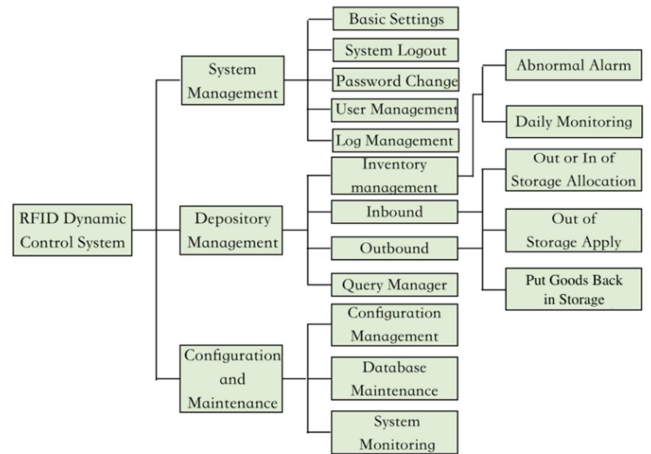 RFID Dynamic
Control System
System
Management
Depository
Management
Configuration
and
Maintenance
Basic Settings
System Logout
Password Change
User Management
Log Management
Inventory
management
Inbound
Outbound
Query Manager
Configuration
Management
Database
Maintenance
System
Monitoring
Abnormal Alarm
Daily Monitoring
Out or In of
Storage Allocation
Out of
Storage Apply
Put Goods Back
in Storage